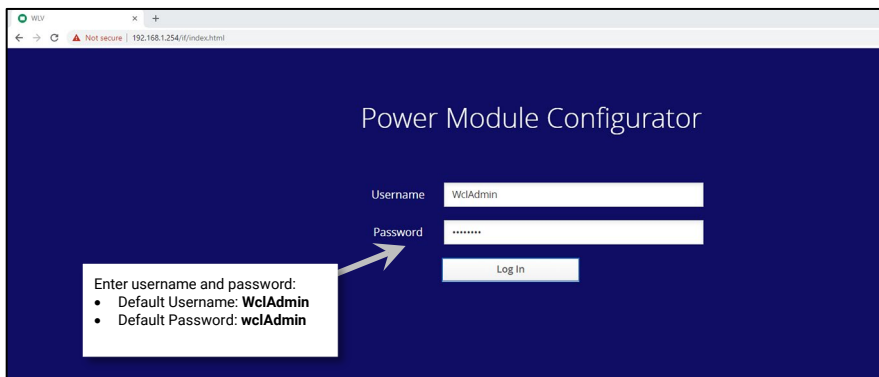 WLV
Not secure | 192.168.1.254/if/index.html
Power Module Configurator
Username WclAdmin
Password ••••••••
Log In
Enter username and password:
• Default Username: WclAdmin
• Default Password: wclAdmin